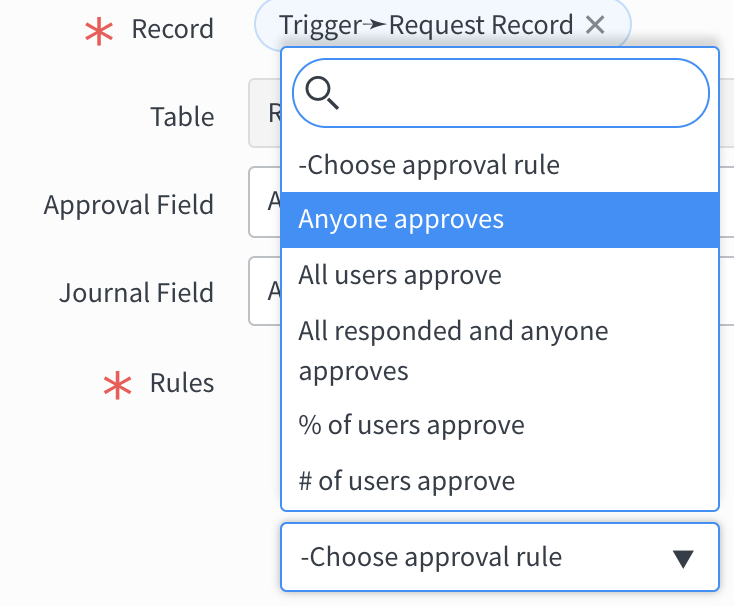 Record
Trigger➛Request Record ✕
Table
R
-Choose approval rule
Approval Field
A
Anyone approves
All users approve
Journal Field
A
All responded and anyone
approves
Rules
% of users approve
# of users approve
-Choose approval rule